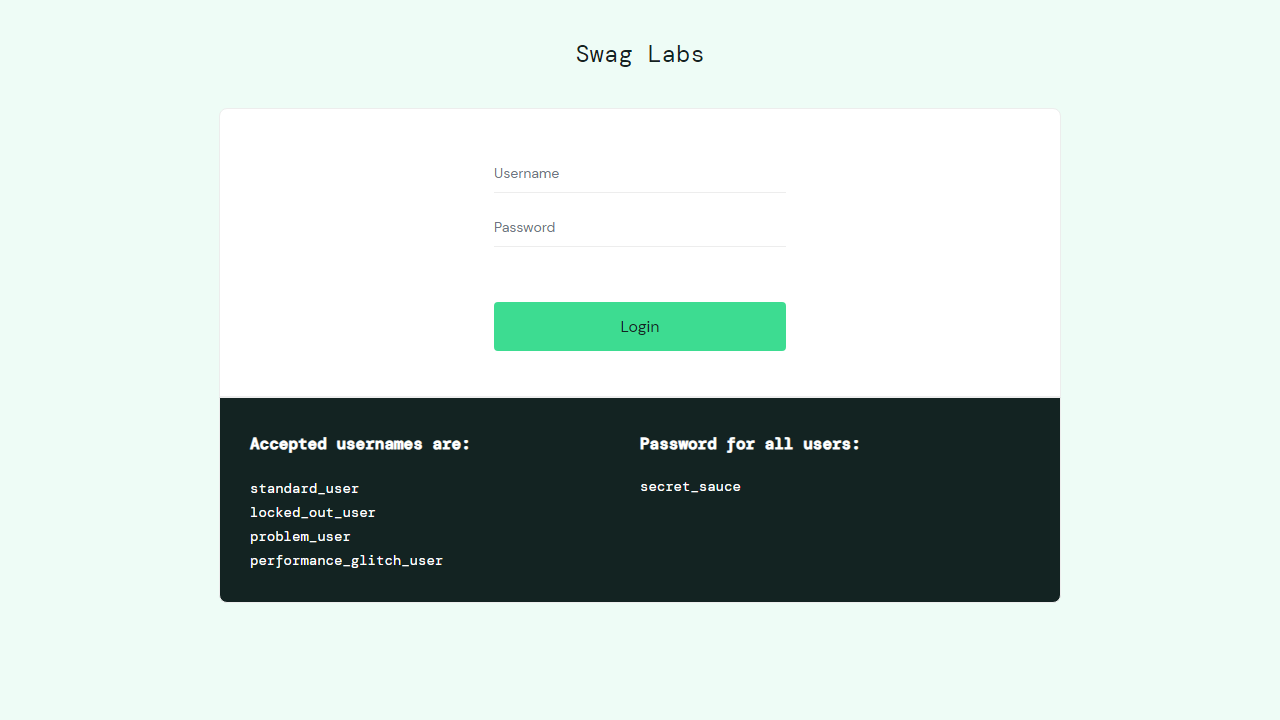 Swag Labs
Username
Password
Login
Accepted usernames are:
standard_user
locked_out_user
problem_user
performance_glitch_user
Password for all users:
secret_sauce